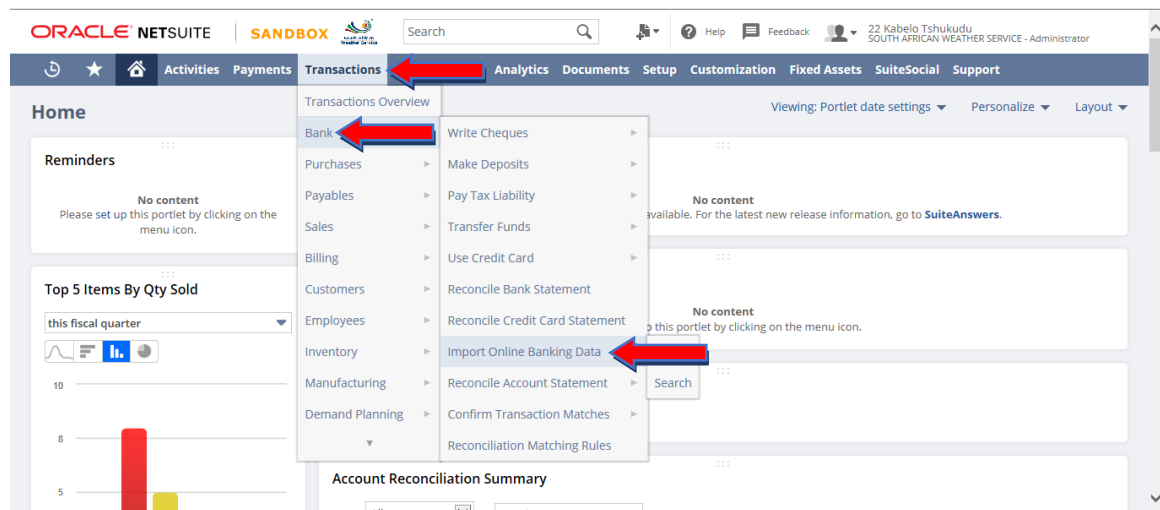 ORACLE NETSUITE SANDBOX Search Help Feedback 22 Kabelo Tshukudu
SOUTH AFRICAN WEATHER SERVICE - Administrator
Activities Payments Transactions Analytics Documents Setup Customization Fixed Assets SuiteSocial Support
Home
Viewing: Portlet date settings Personalize Layout
Transactions Overview
Bank
Purchases
Payables
Sales
Billing
Customers
Employees
Inventory
Manufacturing
Demand Planning
Write Cheques
Make Deposits
Pay Tax Liability
Transfer Funds
Use Credit Card
Reconcile Bank Statement
Reconcile Credit Card Statement
Import Online Banking Data
Reconcile Account Statement
Confirm Transaction Matches
Reconciliation Matching Rules
Search
Reminders
No content
Please set up this portlet by clicking on the
menu icon.
No content
available. For the latest new release information, go to SuiteAnswers.
Top 5 Items By Qty Sold
this fiscal quarter
10
8
5
No content
this portlet by clicking on the menu icon.
Account Reconciliation Summary